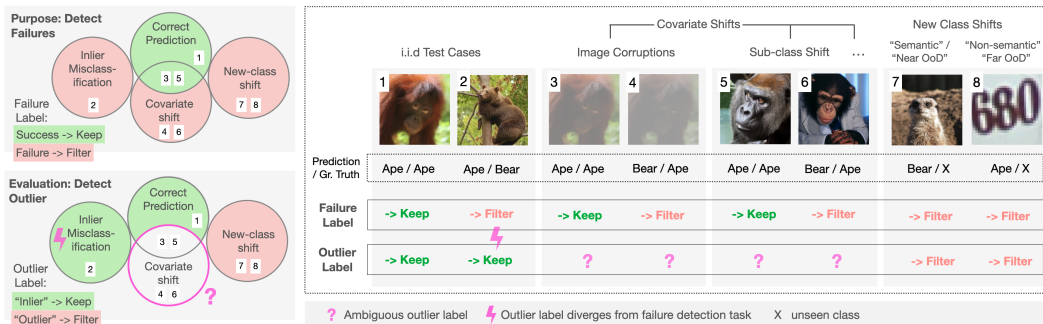 Purpose: Detect
Failures
Correct
Prediction
1
Inlier
Misclass-
ification
2
3 5
New-class
shift
7 8
Covariate
shift
4 6
Failure
Label:
Success -> Keep
Failure -> Filter
Evaluation: Detect
Outlier
Correct
Prediction
1
Inlier
Misclass-
ification
2
3 5
New-class
shift
7 8
Covariate
shift
4 6
?
Outlier
Label:
“Inlier” -> Keep
“Outlier” -> Filter
Covariate Shifts
New Class Shifts
i.i.d Test Cases
Image Corruptions
Sub-class Shift
...
“Semantic” /
“Near OoD”
“Non-semantic”
“Far OoD”
1 2 3 4 5 6 7 8
680
Prediction
/ Gr. Truth
Ape / Ape
Ape / Bear
Ape / Ape
Bear / Ape
Ape / Ape
Bear / Ape
Bear / X
Ape / X
Failure
Label
-> Keep
-> Filter
-> Keep
-> Filter
-> Keep
-> Filter
-> Filter
-> Filter
Outlier
Label
-> Keep
-> Keep
?
?
?
?
-> Filter
-> Filter
? Ambiguous outlier label
Outlier label diverges from failure detection task
X unseen class